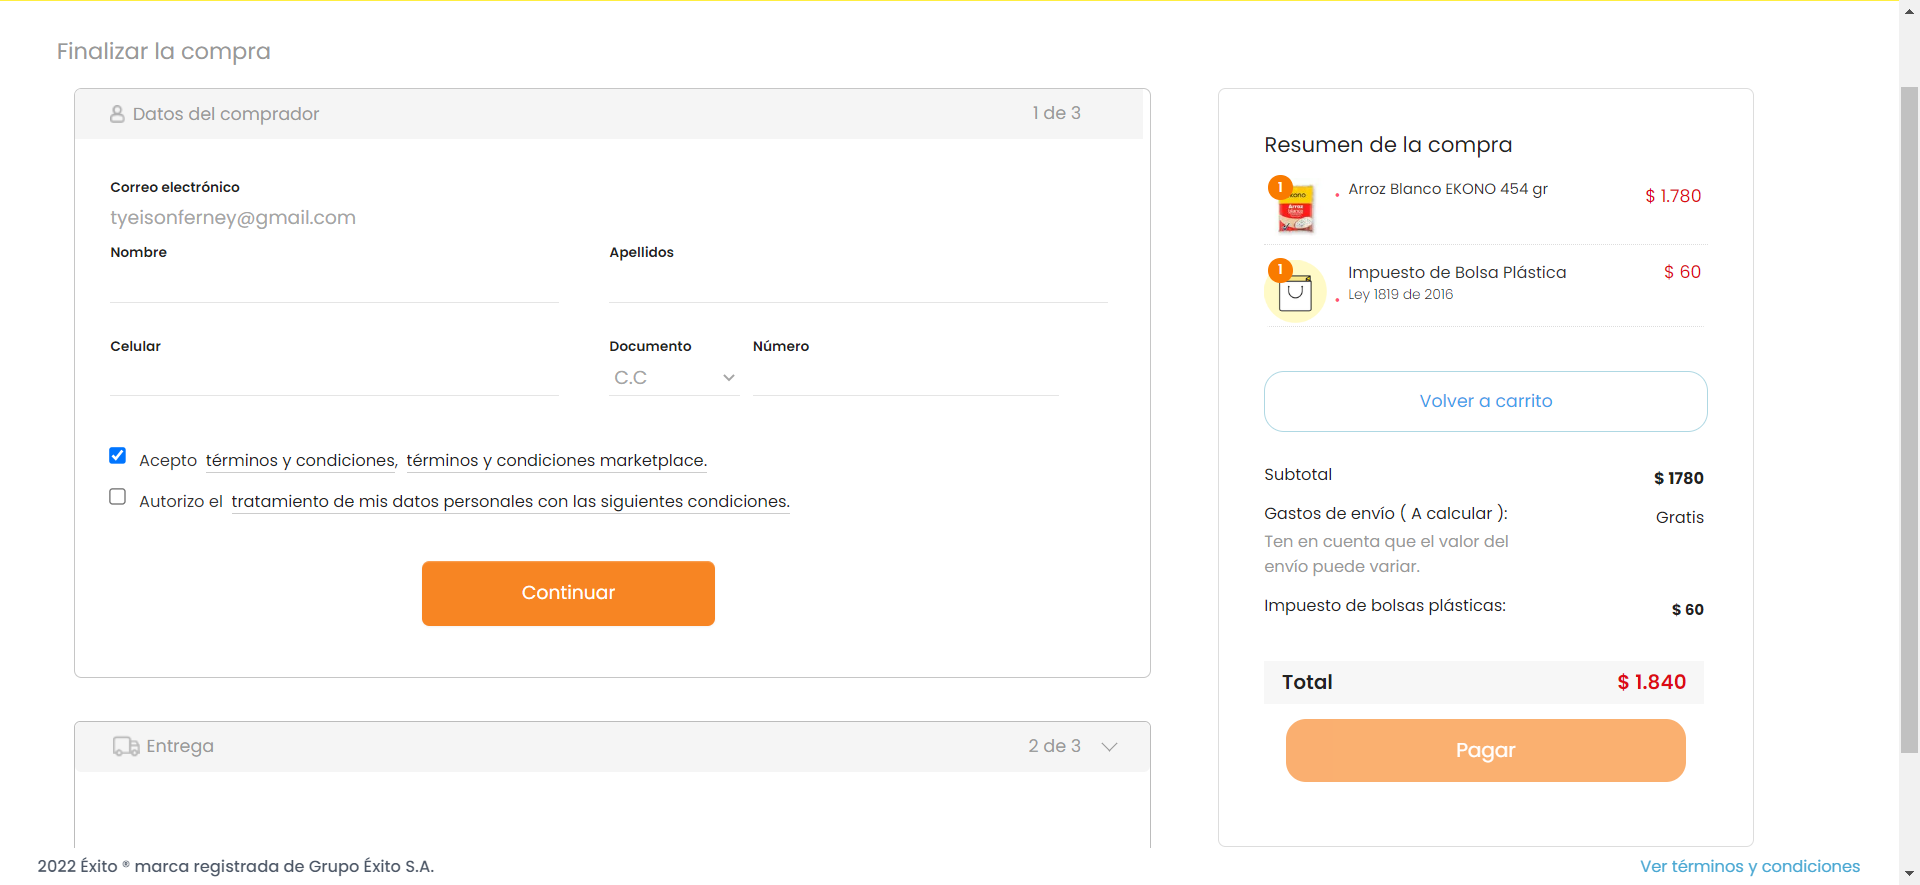 Finalizar la compra
Datos del comprador
1 de 3
Correo electrónico
tyeisonferney@gmail.com
Nombre
Apellidos
Celular
Documento
Número
C.C
Acepto términos y condiciones, términos y condiciones marketplace.
Autorizo el tratamiento de mis datos personales con las siguientes condiciones.
Continuar
Entrega
2 de 3
Resumen de la compra
1
Arroz Blanco EKONO 454 gr
$ 1.780
1
Impuesto de Bolsa Plástica
$ 60
Ley 1819 de 2016
Volver a carrito
Subtotal
$ 1780
Gastos de envío ( A calcular ):
Gratis
Ten en cuenta que el valor del
envío puede variar.
Impuesto de bolsas plásticas:
$ 60
Total
$ 1.840
Pagar
2022 Éxito ® marca registrada de Grupo Éxito S.A.
Ver términos y condiciones